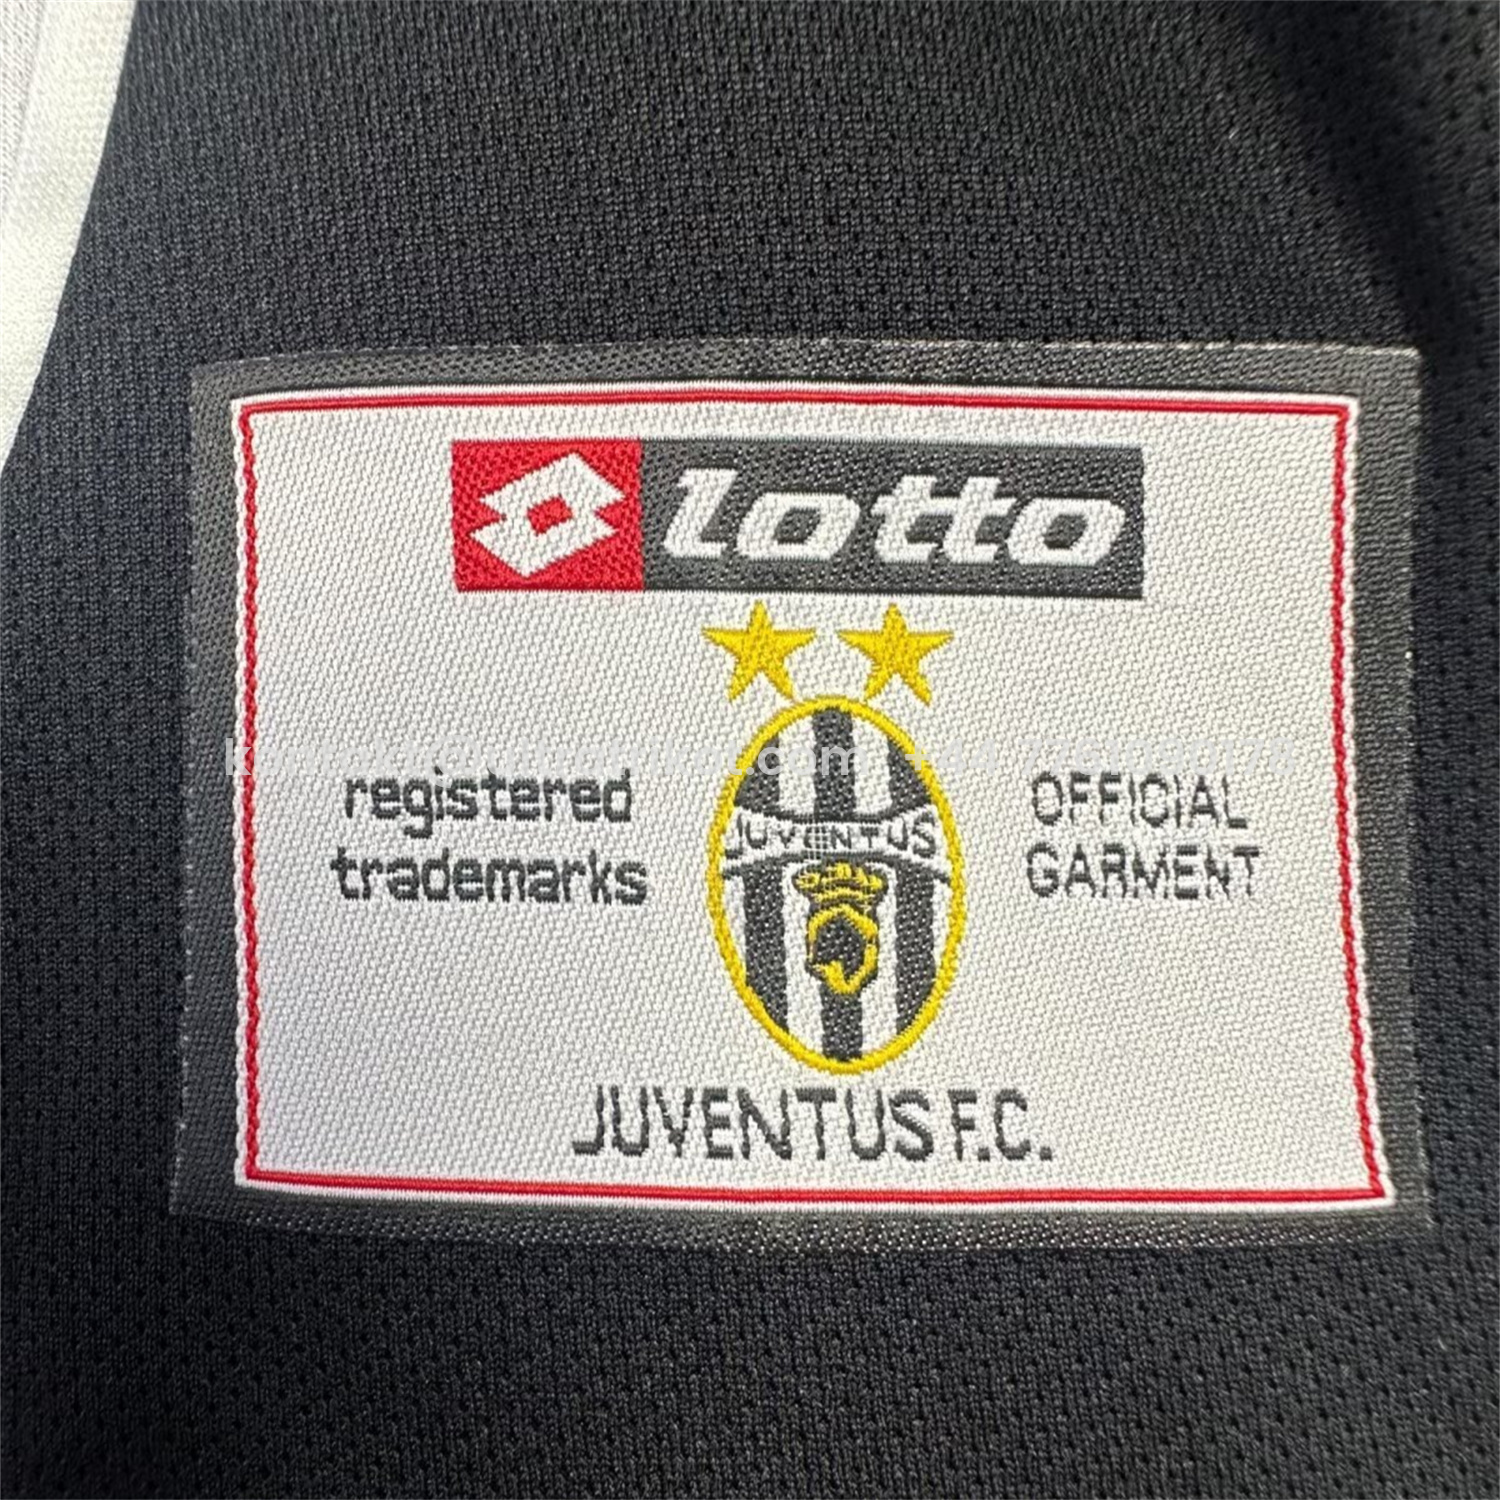 lotto
registered
trademarks
JUVENTUS
OFFICIAL
GARMENT
JUVENTUS F.C.